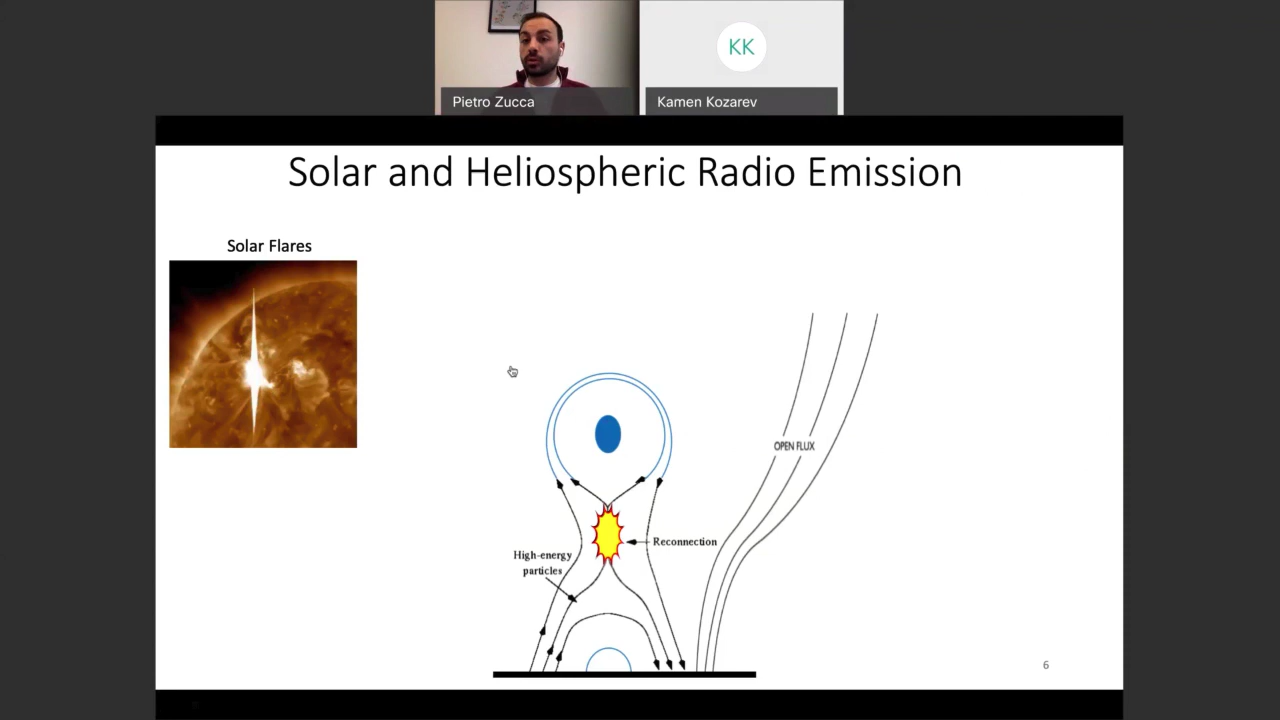 KK
Pietro Zucca
Kamen Kozarev
Solar and Heliospheric Radio Emission
Solar Flares
OPEN FLUX
Reconnection
High-energy
particles
6